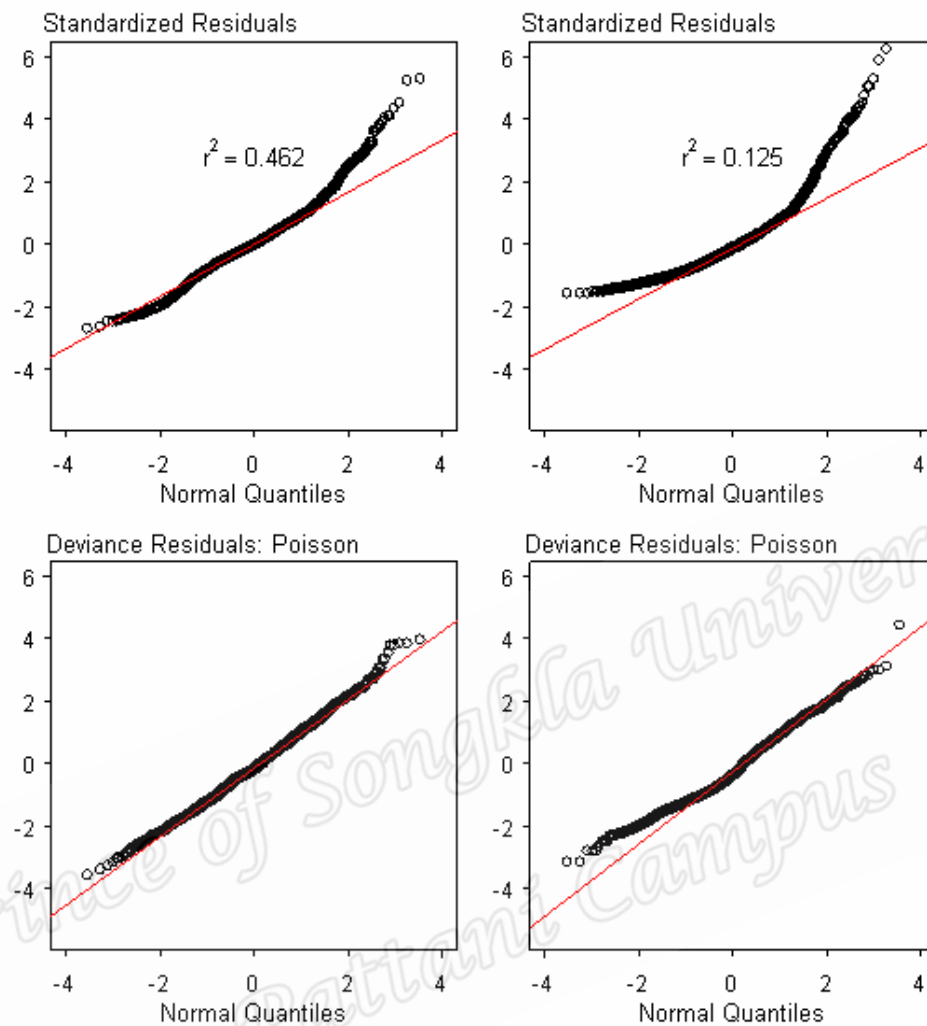 Standardized Residuals
6
4
2
0
-2
-4
r² = 0.462
-4 -2 0 2 4
Normal Quantiles
Standardized Residuals
6
4
2
0
-2
-4
r² = 0.125
-4 -2 0 2 4
Normal Quantiles
Deviance Residuals: Poisson
6
4
2
0
-2
-4
-4 -2 0 2 4
Normal Quantiles
Deviance Residuals: Poisson
6
4
2
0
-2
-4
-4 -2 0 2 4
Normal Quantiles
of Songkla
Pattani Campus